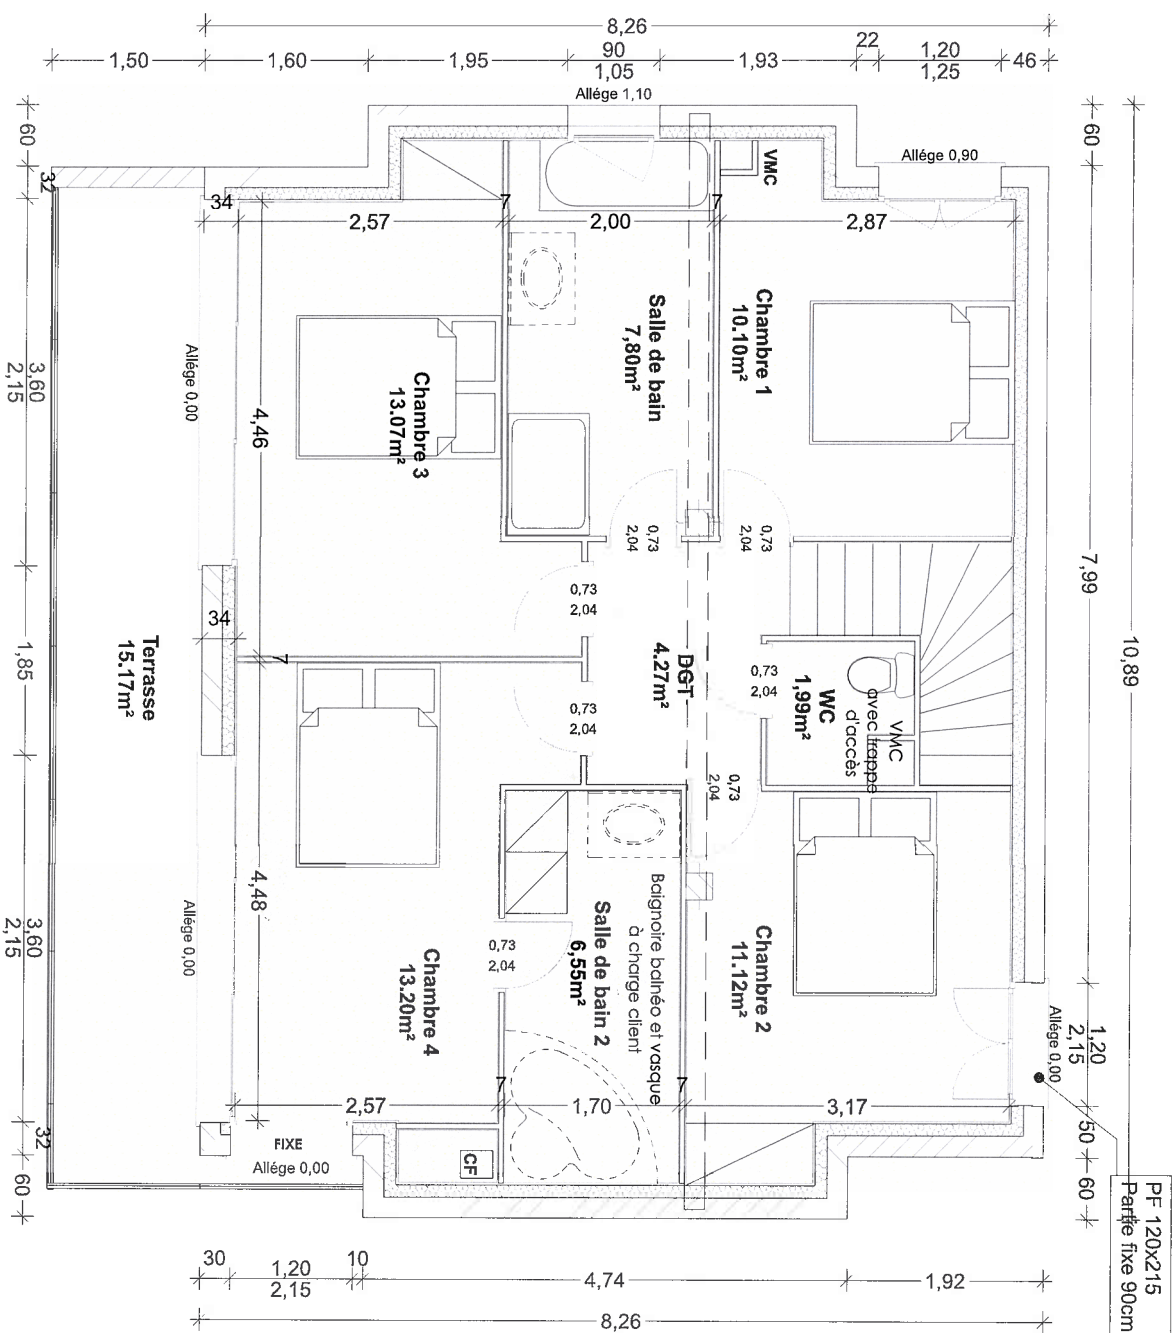 8,26
1,50
1,60
1,95
90
1,05
1,93
22
1,20
1,25
46
Allége 1,10
Allége 0,90
60
60
32
34
2,57
7
2,00
7
2,87
VMC
Chambre 1
10.10m²
Salle de bain
7,80m²
Chambre 3
13.07m²
Allége 0,00
3,60
2,15
4,46
7,99
10,89
0,73
2,04
0,73
2,04
0,73
2,04
34
7
1,85
Terrasse
15.17m²
DGT
4.27m²
0,73
2,04
WC
1,99m²
VMC
avec trappe
d'accès
0,73
2,04
0,73
2,04
4,48
Allége 0,00
3,60
2,15
Chambre 4
13.20m²
0,73
2,04
Salle de bain 2
6,55m²
Baignoire balnéo et vasque
à charge client
Chambre 2
11.12m²
Allége 0,00
1,20
2,15
2,57
7
1,70
7
3,17
32
FIXE
Allége 0,00
CF
50
60
60
PF 120x215
Partie fixe 90cm
30
1,20
2,15
10
4,74
1,92
8,26